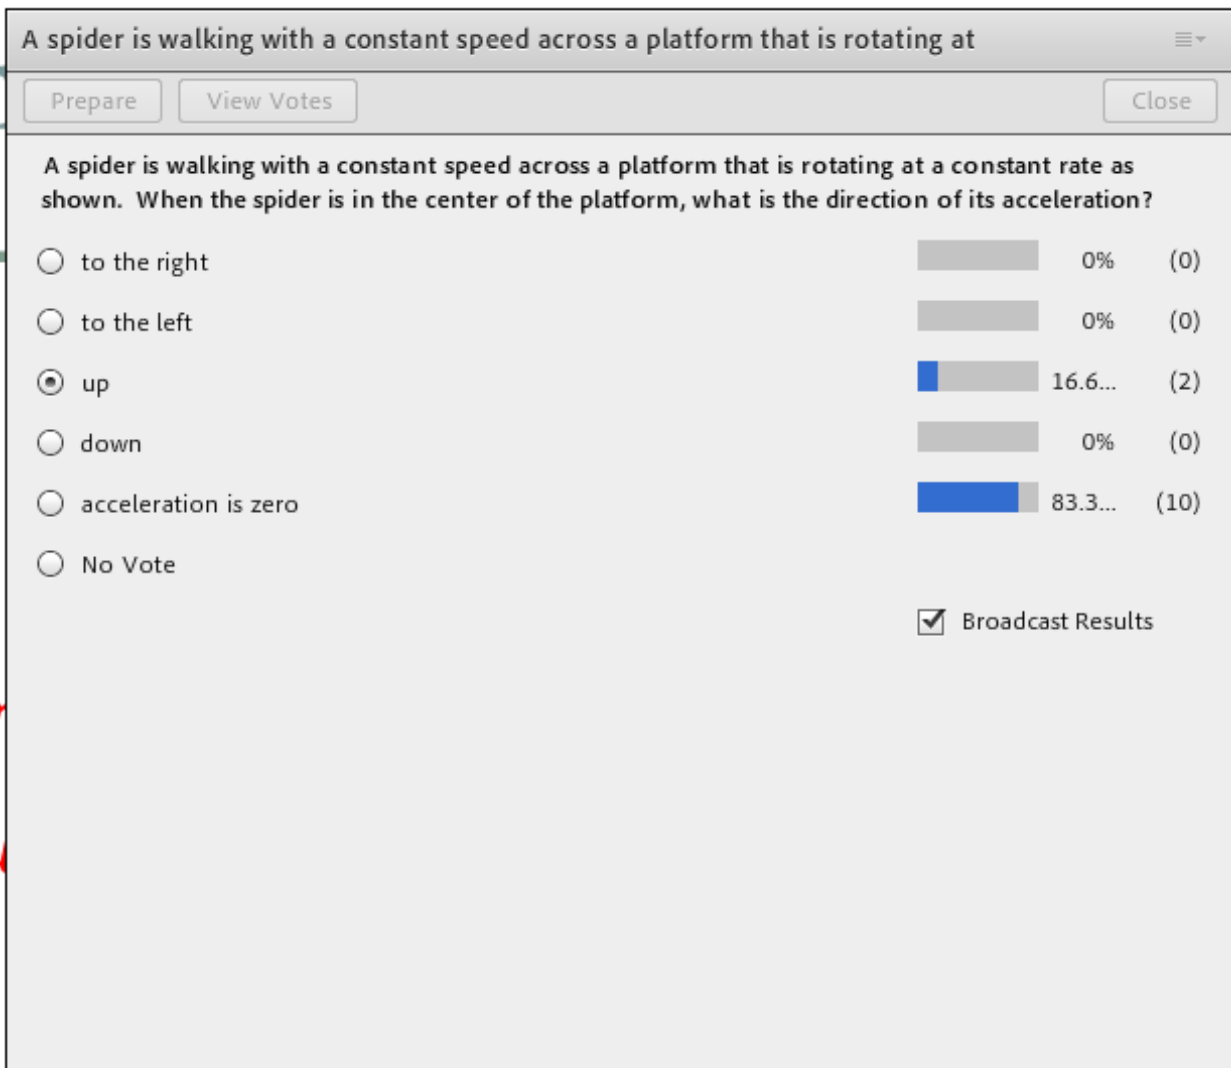 A spider is walking with a constant speed across a platform that is rotating at
Prepare View Votes Close
A spider is walking with a constant speed across a platform that is rotating at a constant rate as
shown. When the spider is in the center of the platform, what is the direction of its acceleration?
to the right 0% (0)
to the left 0% (0)
up 16.6... (2)
down 0% (0)
acceleration is zero 83.3... (10)
No Vote
Broadcast Results